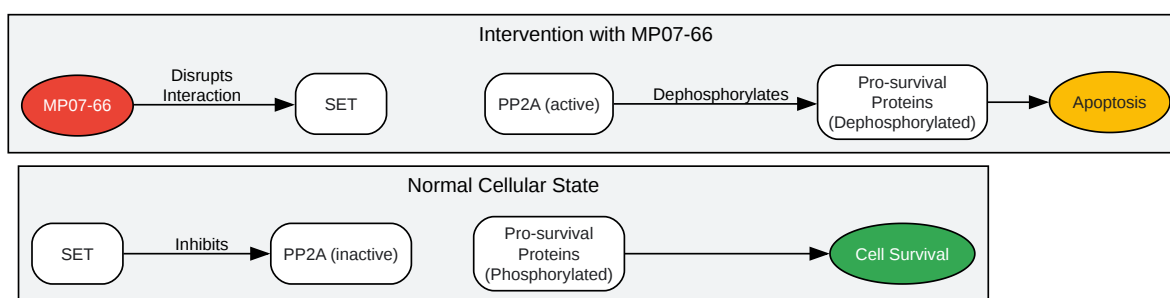 Intervention with MP07-66
MP07-66
Disrupts
Interaction
SET
PP2A (active)
Dephosphorylates
Pro-survival
Proteins
(Dephosphorylated)
Apoptosis
Normal Cellular State
SET
Inhibits
PP2A (inactive)
Pro-survival
Proteins
(Phosphorylated)
Cell Survival